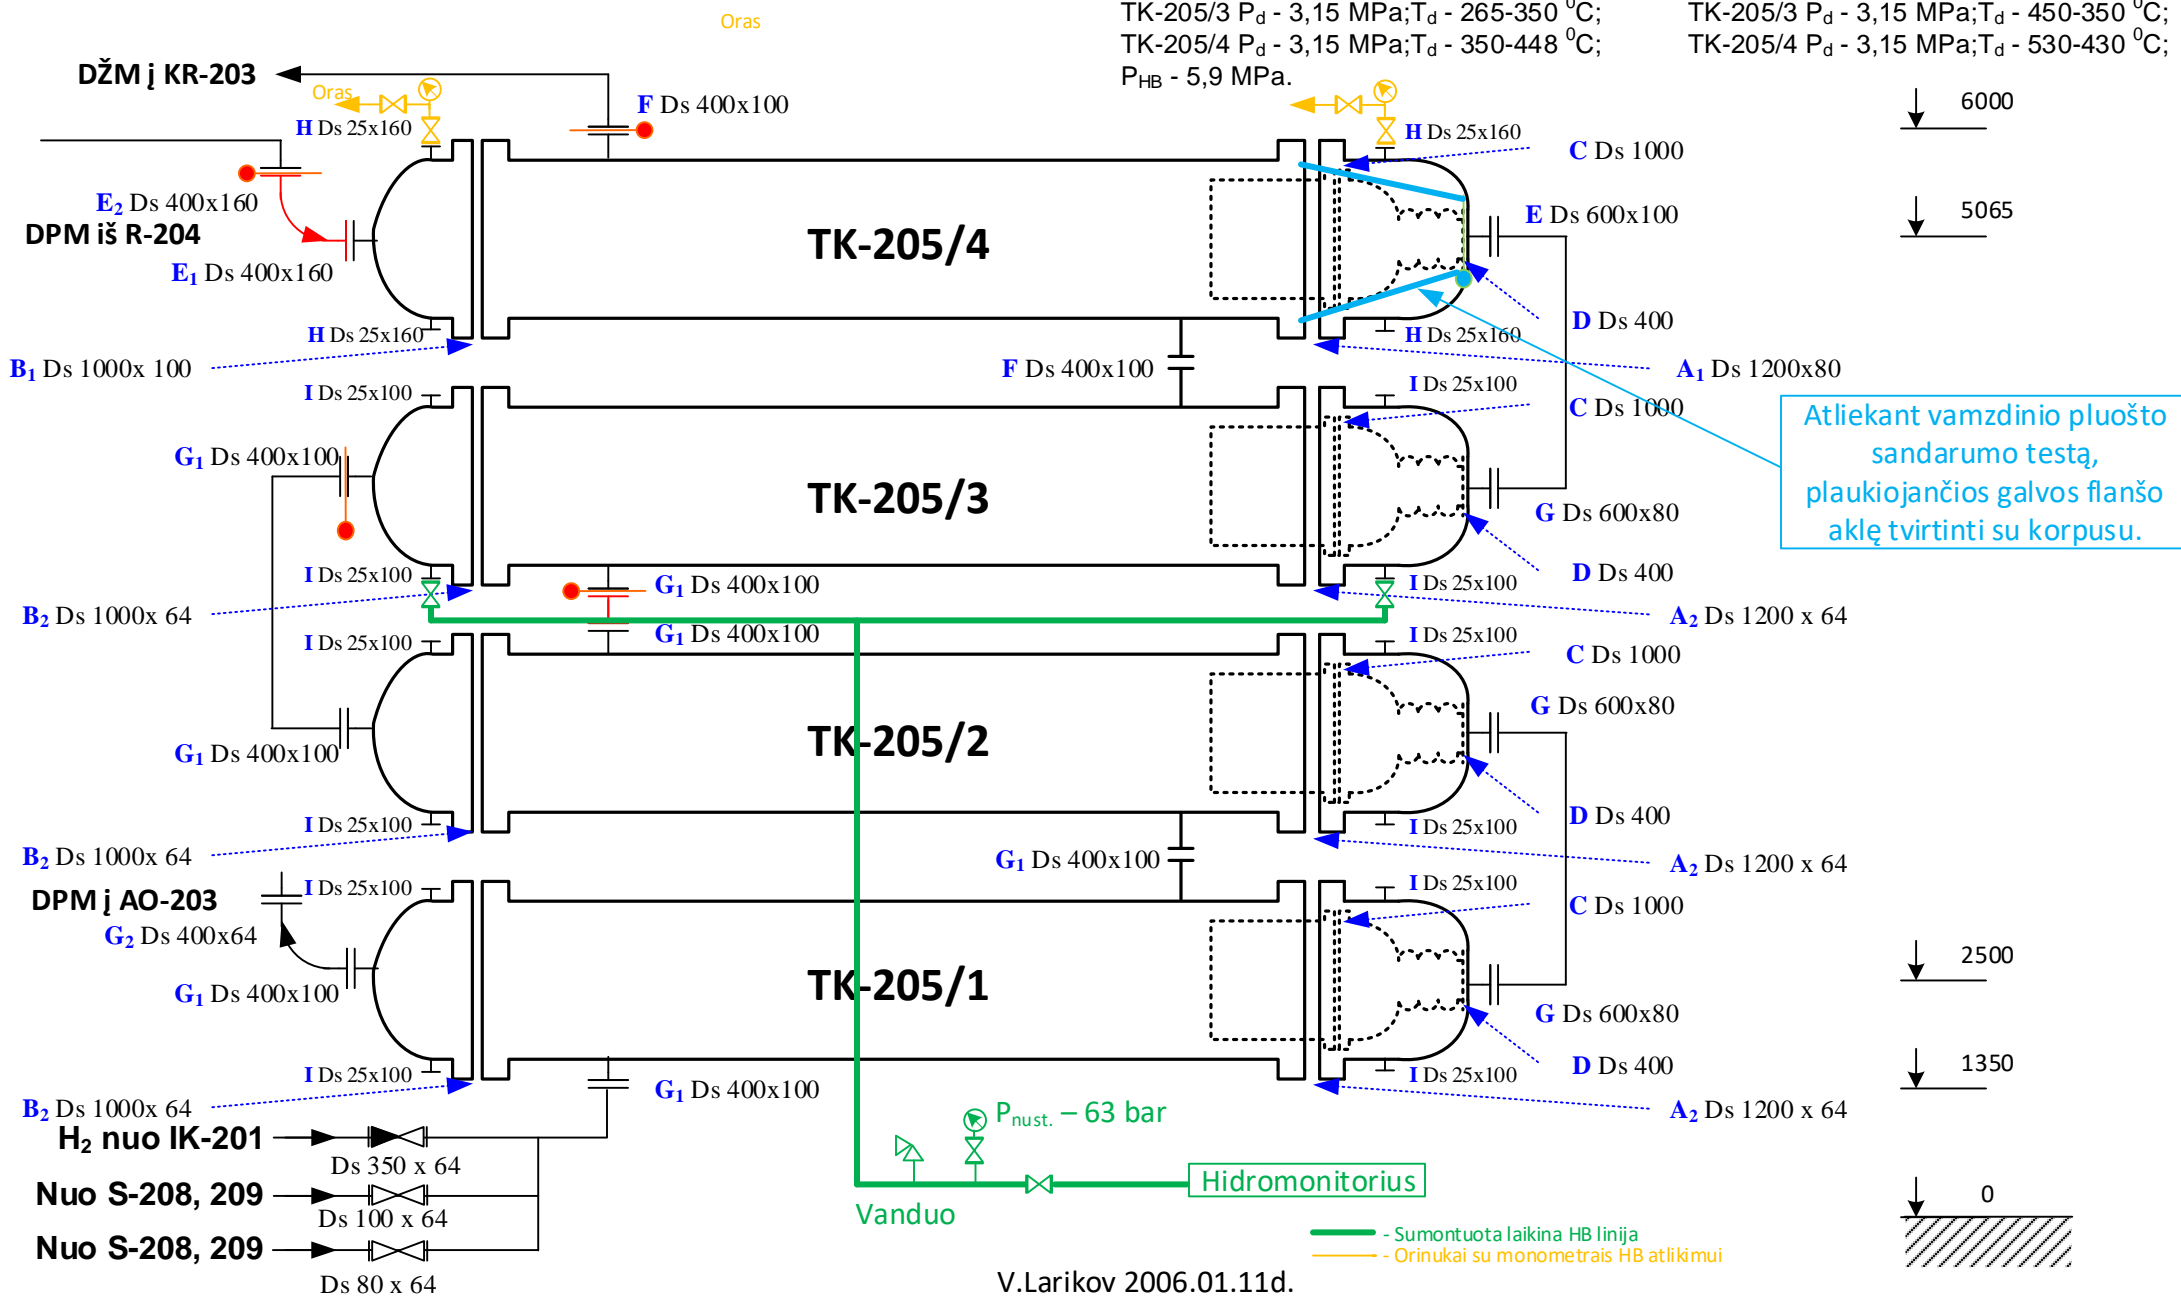 Oras
TK-205/3 Pd - 3,15 MPa;Td - 265-350 0C;
TK-205/3 Pd - 3,15 MPa;Td - 450-350 0C;
TK-205/4 Pd - 3,15 MPa;Td - 350-448 0C;
TK-205/4 Pd - 3,15 MPa;Td - 530-430 0C;
PHB - 5,9 MPa.
DŽM į KR-203
Oras
F Ds 400x100
6000
H Ds 25x160
H Ds 25x160
C Ds 1000
E2 Ds 400x160
DPM iš R-204
E1 Ds 400x160
TK-205/4
E Ds 600x100
5065
H Ds 25x160
H Ds 25x160
D Ds 400
B1 Ds 1000x 100
F Ds 400x100
A1 Ds 1200x80
I Ds 25x100
I Ds 25x100
C Ds 1000
Atliekant vamzdinio pluošto
sandarumo testą,
plaukiojančios galvos flanšo
aklę tvirtinti su korpusu.
G1 Ds 400x100
TK-205/3
G Ds 600x80
I Ds 25x100
G1 Ds 400x100
I Ds 25x100
D Ds 400
B2 Ds 1000x 64
A2 Ds 1200 x 64
I Ds 25x100
G1 Ds 400x100
I Ds 25x100
C Ds 1000
G Ds 600x80
G1 Ds 400x100
TK-205/2
I Ds 25x100
I Ds 25x100
D Ds 400
B2 Ds 1000x 64
G1 Ds 400x100
A2 Ds 1200 x 64
DPM į AO-203
I Ds 25x100
I Ds 25x100
C Ds 1000
G2 Ds 400x64
2500
G1 Ds 400x100
TK-205/1
G Ds 600x80
I Ds 25x100
I Ds 25x100
D Ds 400
1350
B2 Ds 1000x 64
G1 Ds 400x100
A2 Ds 1200 x 64
H2 nuo IK-201
Ds 350 x 64
Pnust. – 63 bar
Nuo S-208, 209
Ds 100 x 64
Hidromonitorius
0
Vanduo
Nuo S-208, 209
Ds 80 x 64
- Sumontuota laikina HB linija
- Orinukai su monometrais HB atlikimui
V.Larikov 2006.01.11d.